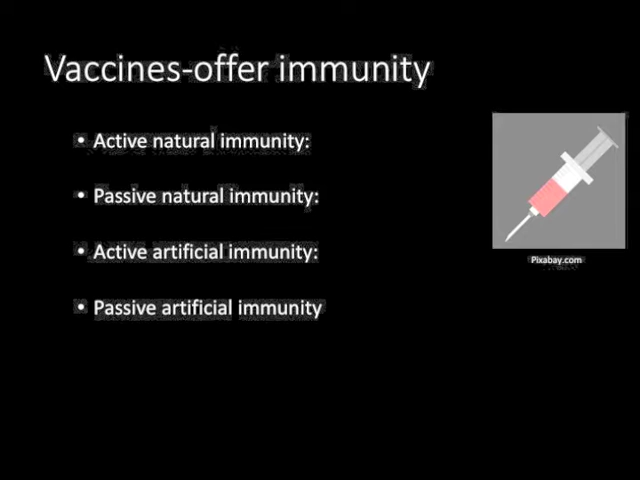 Vaccines-offer immunity
• Active natural immunity:
• Passive natural immunity:
• Active artificial immunity:
• Passive artificial immunity
Pixabay.com